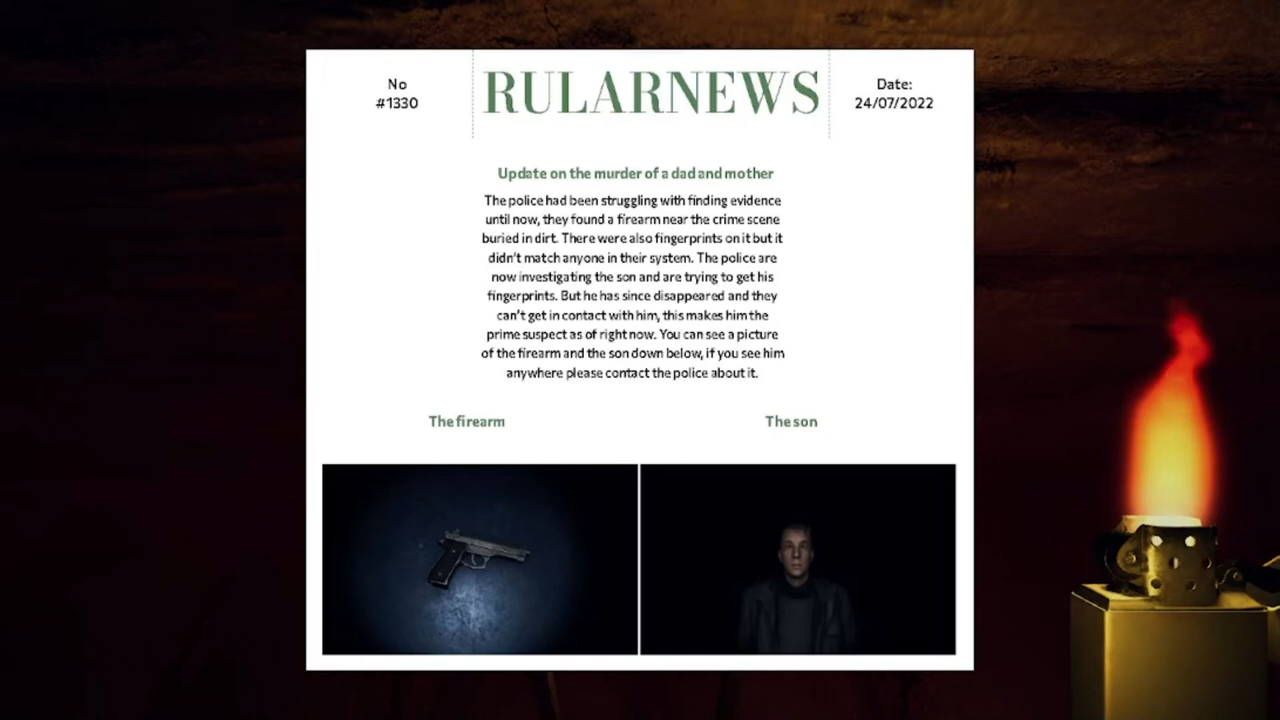 No
#1330
RULARNEWS
Date:
24/07/2022
Update on the murder of a dad and mother
The police had been struggling with finding evidence
until now, they found a firearm near the crime scene
buried in dirt. There were also fingerprints on it but it
didn't match anyone in their system. The police are
now investigating the son and are trying to get his
fingerprints. But he has since disappeared and they
can't get in contact with him, this makes him the
prime suspect as of right now. You can see a picture
of the firearm and the son down below, if you see him
anywhere please contact the police about it.
The firearm
The son